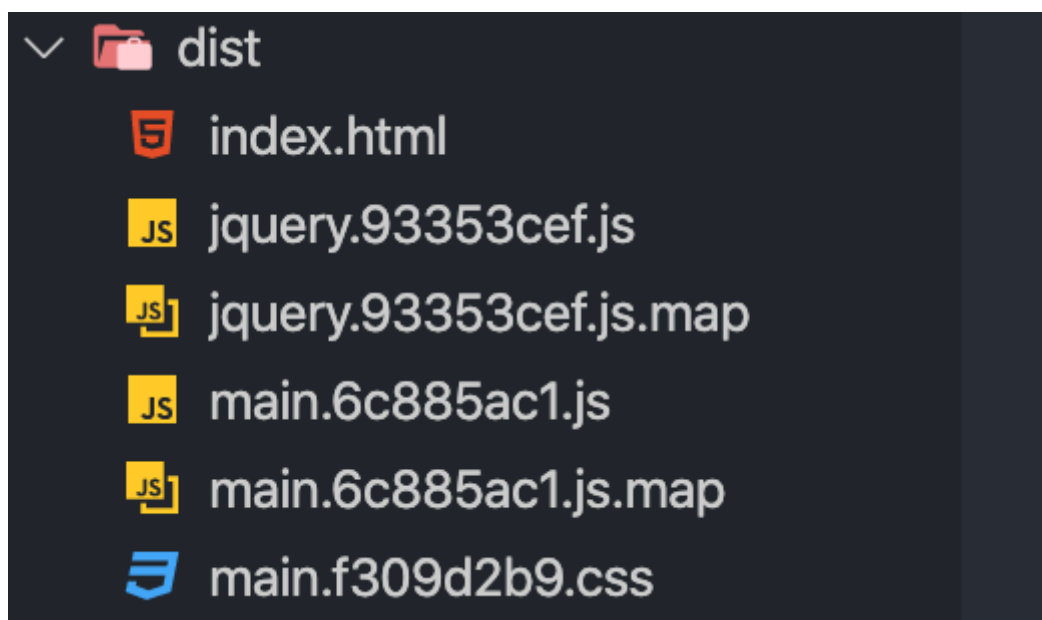 dist
index.html
jquery.93353cef.js
jquery.93353cef.js.map
main.6c885ac1.js
main.6c885ac1.js.map
main.f309d2b9.css